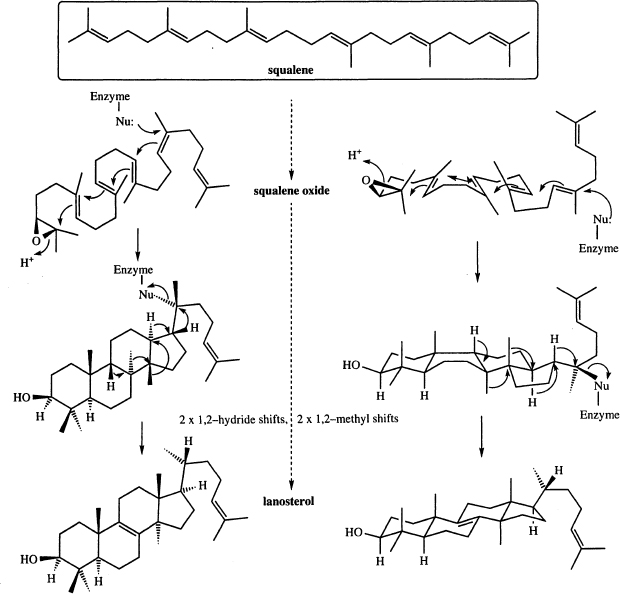 squalene
Enzyme
Nu:
H+
O
squalene oxide
H+
O
Nu:
Enzyme
Enzyme
Nu
H
H
H
HO
H
H
2 x 1,2–hydride shifts, 2 x 1,2–methyl shifts
H
H
HO
H
H
H
Nu
Enzyme
lanosterol
H
H
HO
H
H
H
H
HO
H
H